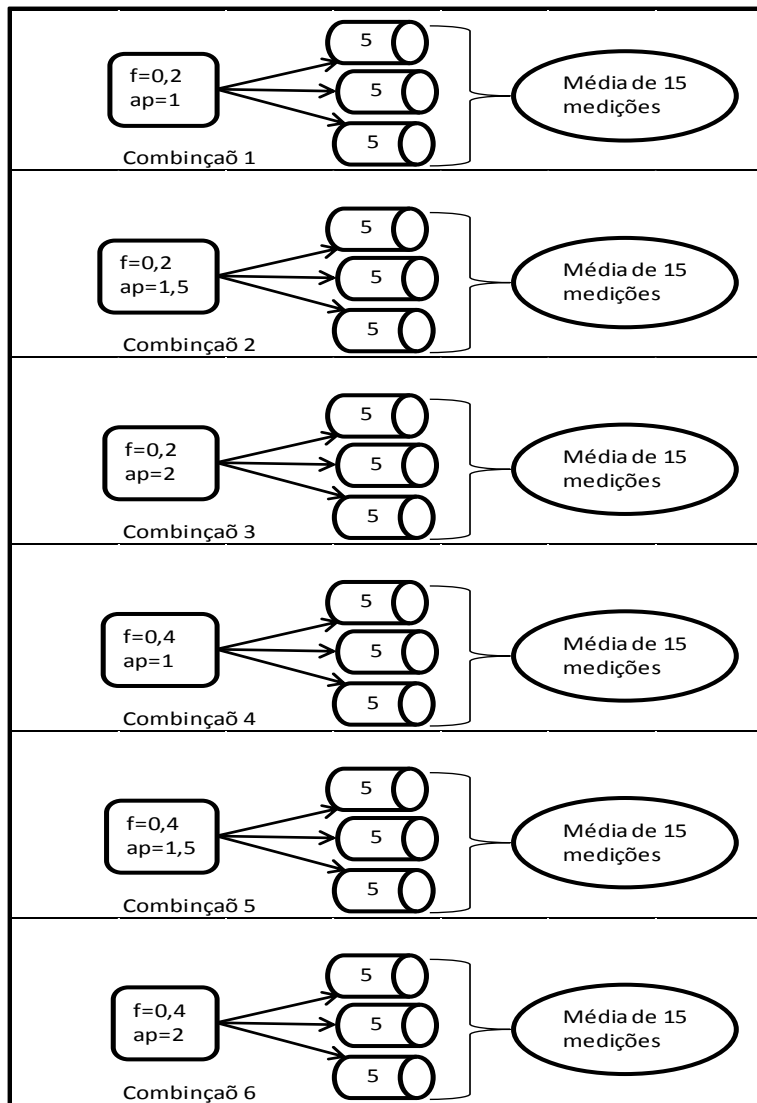 f=0,2
ap=1
5
5
5
Média de 15
medições
Combinçaõ 1
f=0,2
ap=1,5
5
5
5
Média de 15
medições
Combinçaõ 2
f=0,2
ap=2
5
5
5
Média de 15
medições
Combinçaõ 3
f=0,4
ap=1
5
5
5
Média de 15
medições
Combinçaõ 4
f=0,4
ap=1,5
5
5
5
Média de 15
medições
Combinçaõ 5
f=0,4
ap=2
5
5
5
Média de 15
medições
Combinçaõ 6